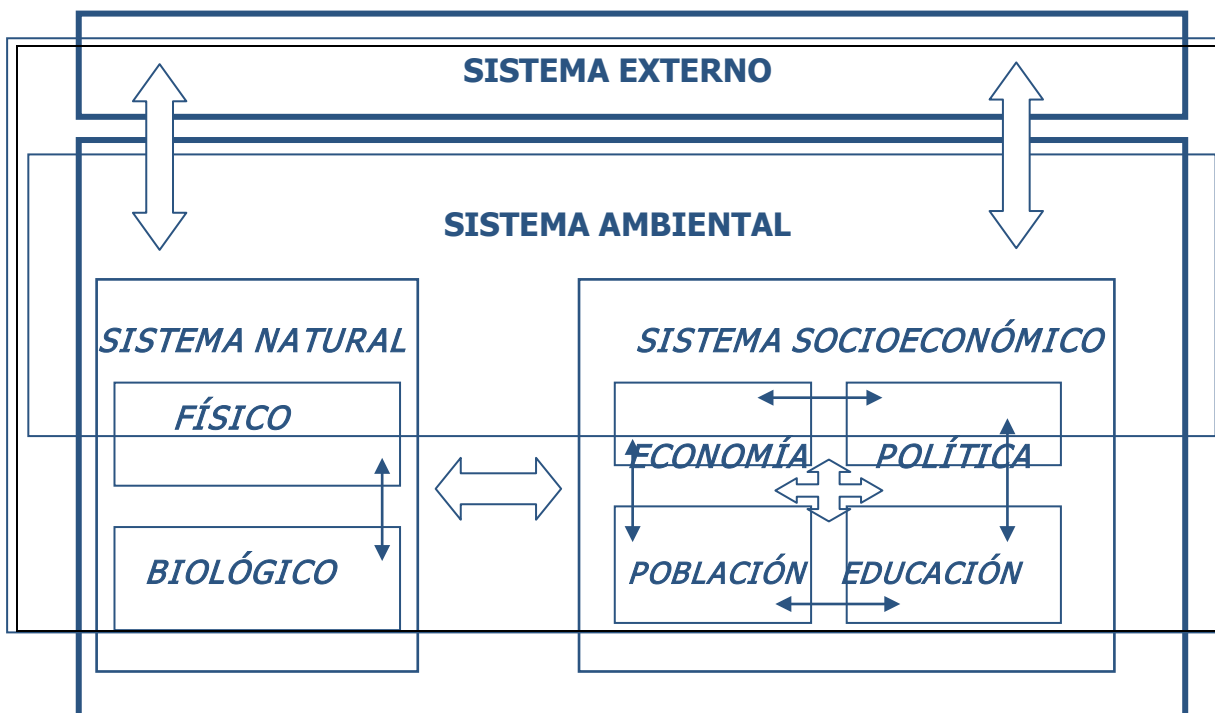 SISTEMA EXTERNO
SISTEMA AMBIENTAL
SISTEMA NATURAL
FÍSICO
BIOLÓGICO
SISTEMA SOCIOECONÓMICO
ECONOMÍA
POLÍTICA
POBLACIÓN
EDUCACIÓN